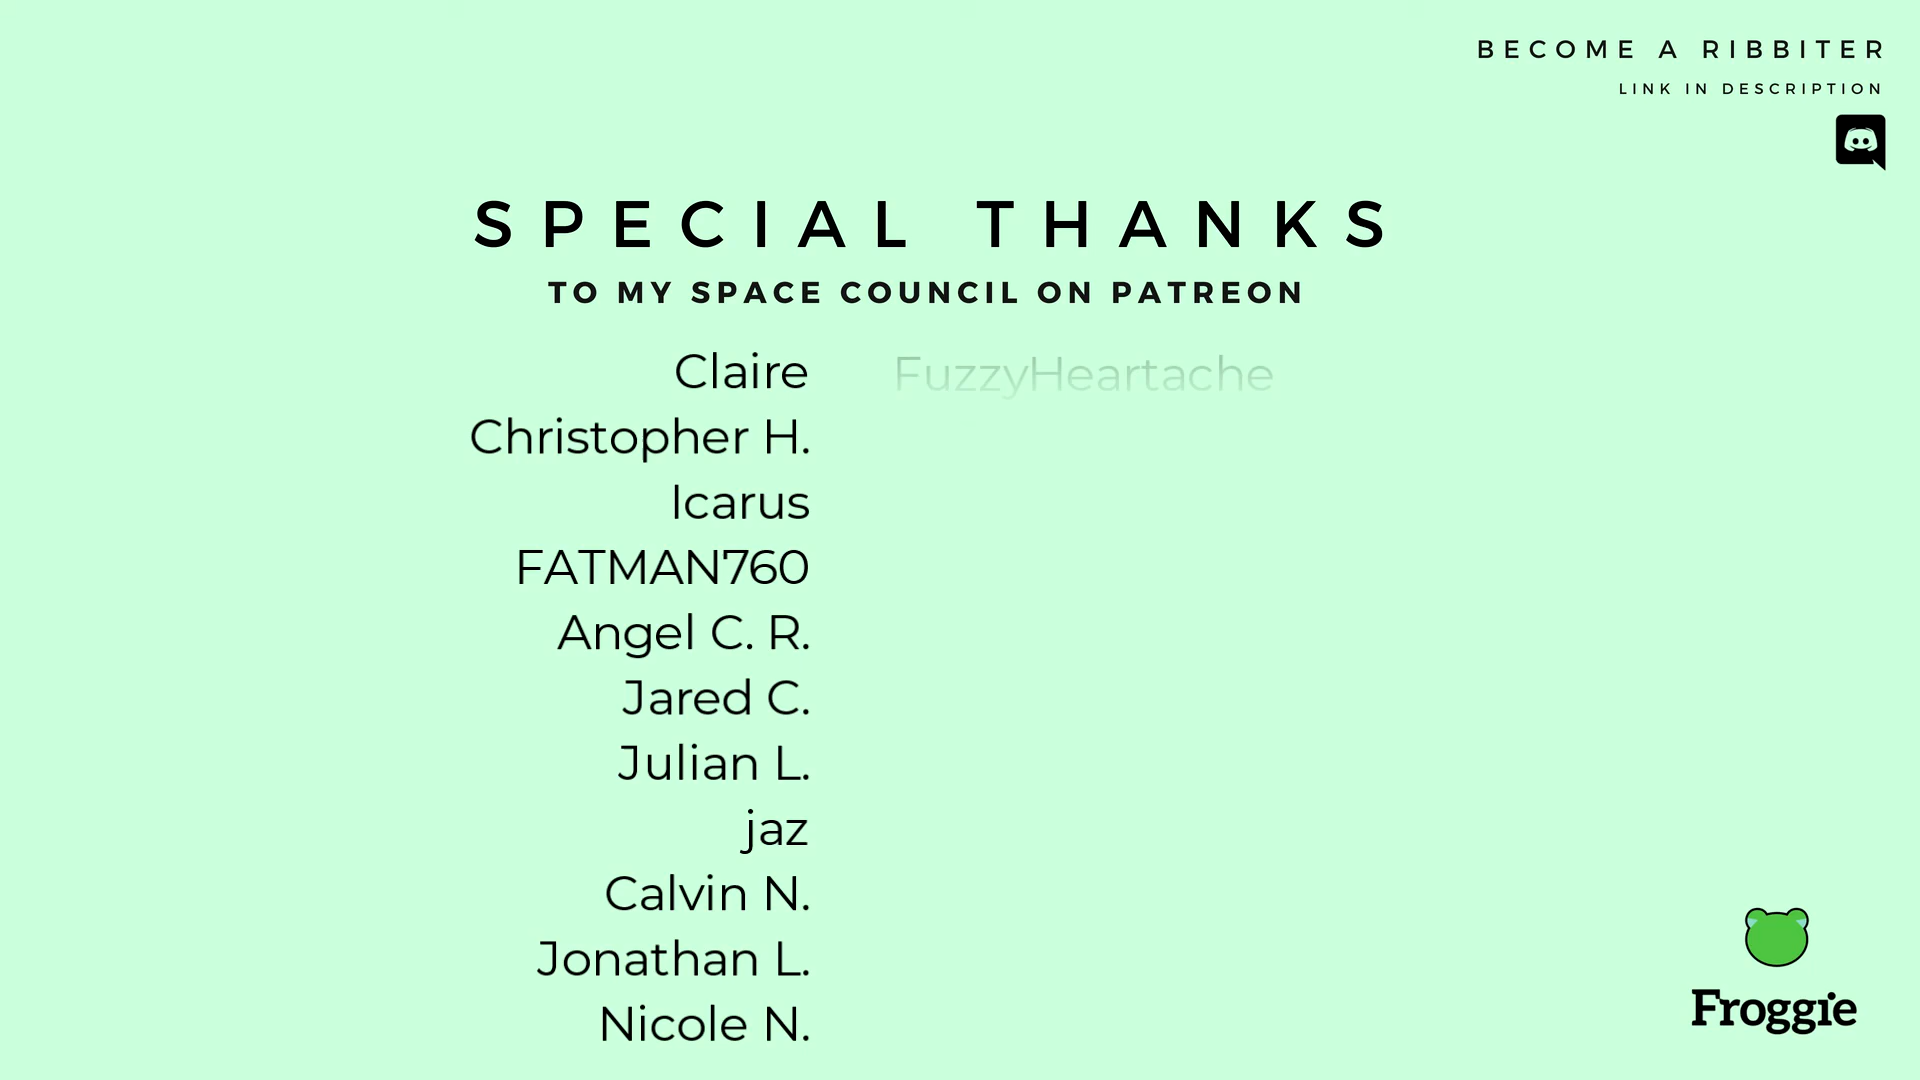 BECOME A RIBBITER
LINK IN DESCRIPTION
SPECIAL THANKS
TO MY SPACE COUNCIL ON PATREON
Claire
Christopher H.
Icarus
FATMAN760
Angel C. R.
Jared C.
Julian L.
jaz
Calvin N.
Jonathan L.
Nicole N.
FuzzyHeartache
Froggie